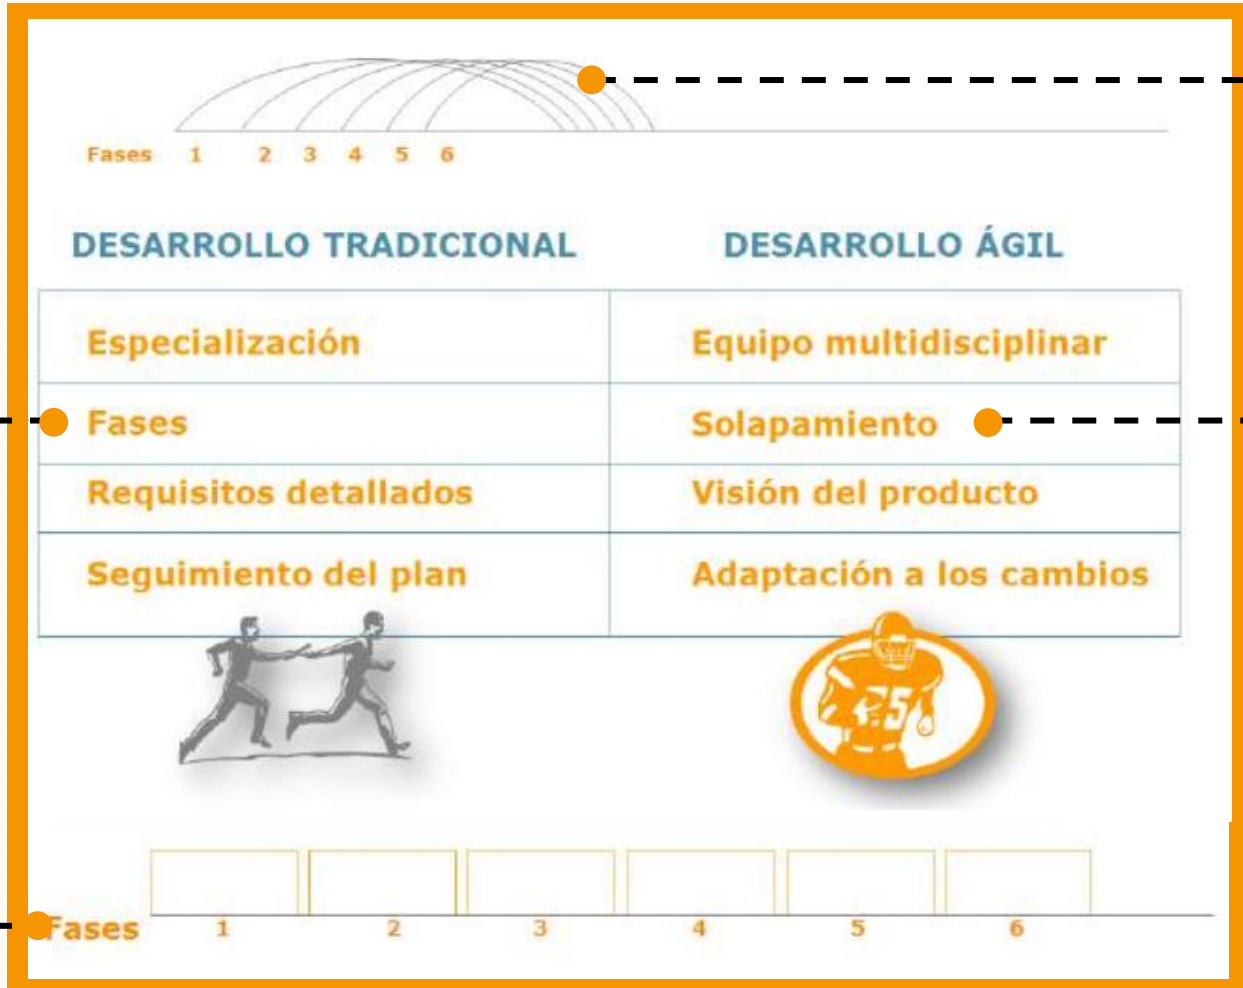 Fases 1 2 3 4 5 6
DESARROLLO TRADICIONAL DESARROLLO ÁGIL
Especialización Equipo multidisciplinar
Fases Solapamiento
Requisitos detallados Visión del producto
Seguimiento del plan Adaptación a los cambios
75
Fases 1 2 3 4 5 6